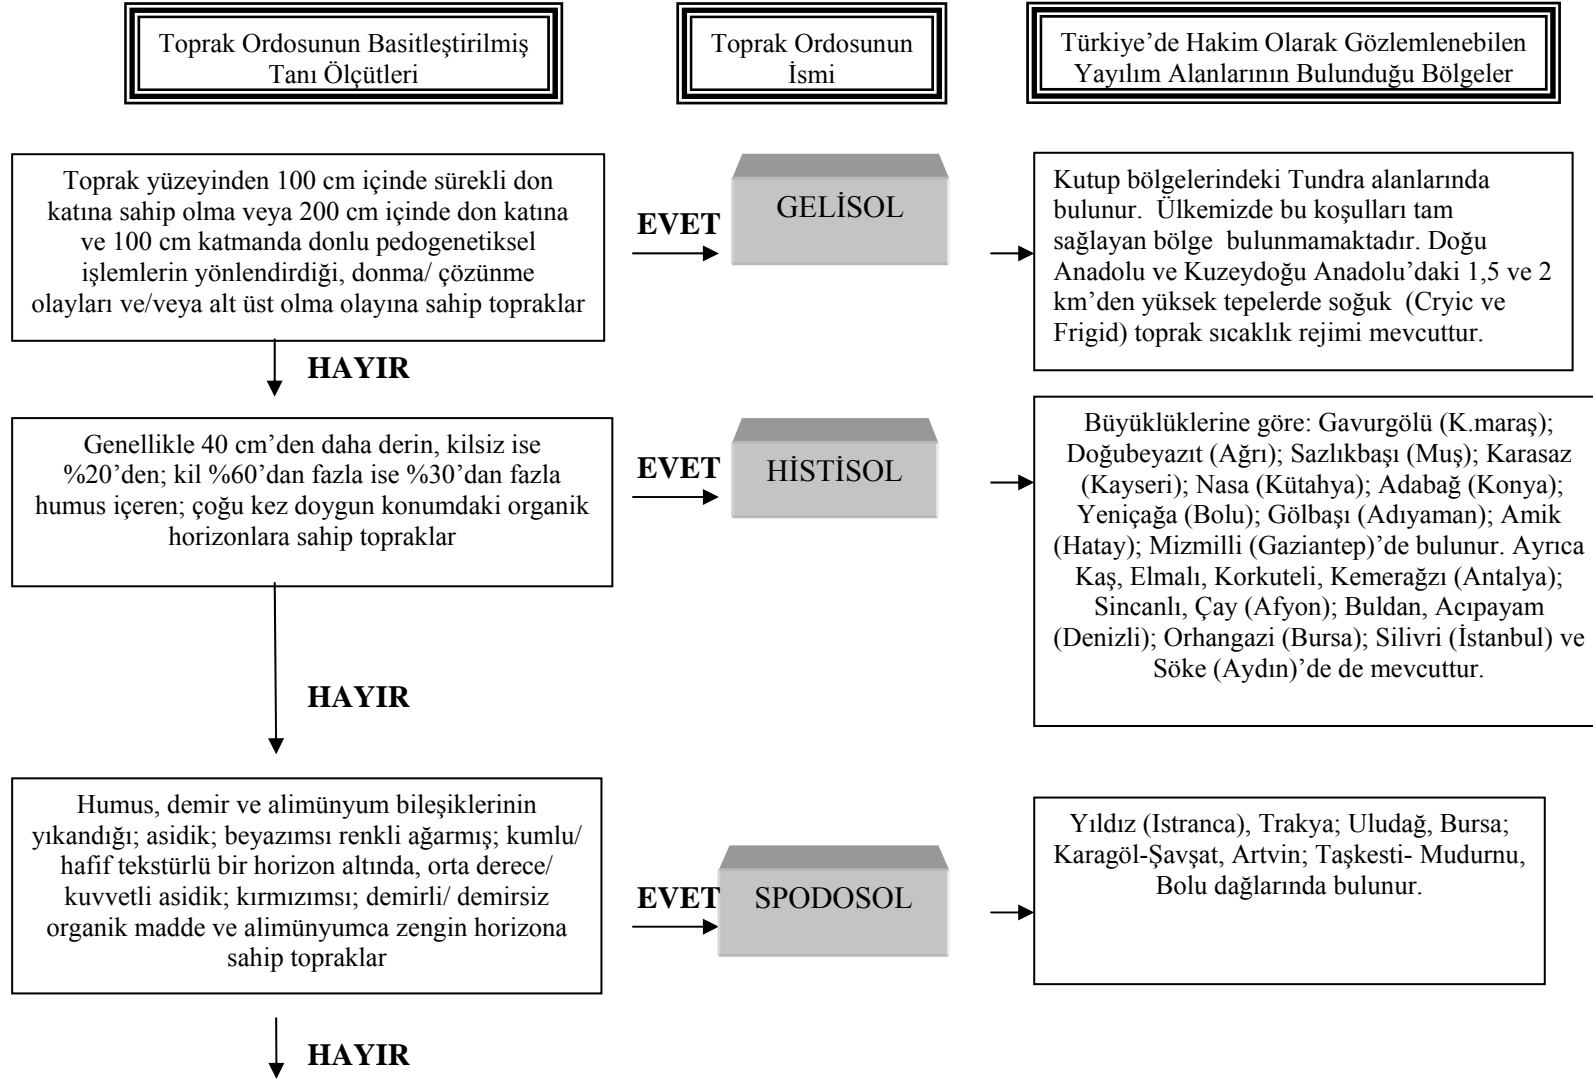 Toprak Ordosunun Basitleştirilmiş
Tanı Ölçütleri
Toprak Ordosunun
İsmi
Türkiye’de Hakim Olarak Gözlemlenebilen
Yayılım Alanlarının Bulunduğu Bölgeler
Toprak yüzeyinden 100 cm içinde sürekli don
katına sahip olma veya 200 cm içinde don katına
ve 100 cm katmanda donlu pedogenetiksel
işlemlerin yönlendirdiği, donma/ çözünme
olayları ve/veya alt üst olma olayına sahip topraklar
EVET
GELİSOL
Kutup bölgelerindeki Tundra alanlarında
bulunur. Ülkemizde bu koşulları tam
sağlayan bölge bulunmamaktadır. Doğu
Anadolu ve Kuzeydoğu Anadolu’daki 1,5 ve 2
km’den yüksek tepelerde soğuk (Cryic ve
Frigid) toprak sıcaklık rejimi mevcuttur.
HAYIR
Genellikle 40 cm’den daha derin, kilsiz ise
%20’den; kil %60’dan fazla ise %30’dan fazla
humus içeren; çoğu kez doygun konumdaki organik
horizonlara sahip topraklar
EVET
HİSTİSOL
Büyüklüklerine göre: Gavurgölü (K.maraş);
Doğubeyazıt (Ağrı); Sazlıkbaşı (Muş); Karasaz
(Kayseri); Nasa (Kütahya); Adabağ (Konya);
Yeniçağa (Bolu); Gölbaşı (Adıyaman); Amik
(Hatay); Mizmilli (Gaziantep)’de bulunur. Ayrıca
Kaş, Elmalı, Korkuteli, Kemerağzı (Antalya);
Sincanlı, Çay (Afyon); Buldan, Acıpayam
(Denizli); Orhangazi (Bursa); Silivri (İstanbul) ve
Söke (Aydın)’de de mevcuttur.
HAYIR
Humus, demir ve alimünyum bileşiklerinin
yıkandığı; asidik; beyazımsı renkli ağarmış; kumlu/
hafif tekstürlü bir horizon altında, orta derece/
kuvvetli asidik; kırmızımsı; demirli/ demirsiz
organik madde ve alimünyumca zengin horizona
sahip topraklar
EVET
SPODOSOL
Yıldız (Istranca), Trakya; Uludağ, Bursa;
Karagöl-Şavşat, Artvin; Taşkesti- Mudurnu,
Bolu dağlarında bulunur.
HAYIR